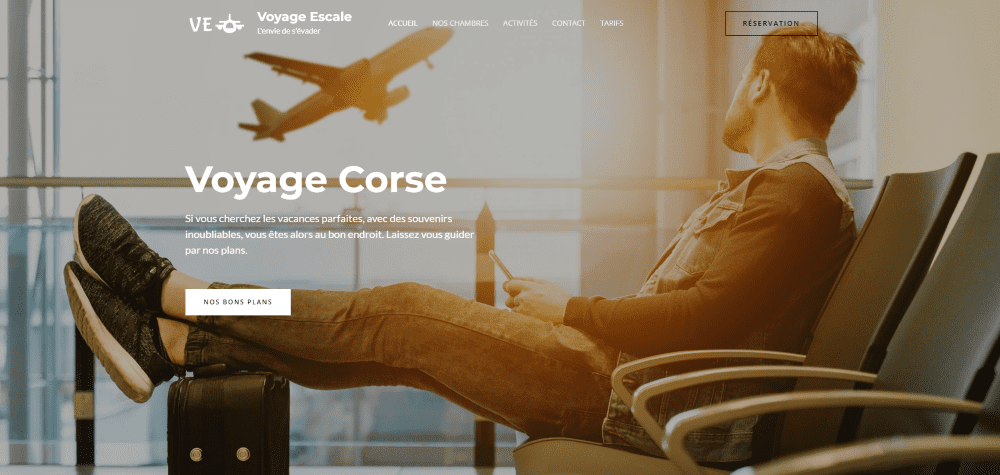 VE
Voyage Escale
L'envie de s'évader
ACCUEIL NOS CHAMBRES ACTIVITÉS CONTACT TARIFS
RÉSERVATION
Voyage Corse
Si vous cherchez les vacances parfaites, avec des souvenirs
inoubliables, vous êtes alors au bon endroit. Laissez vous guider
par nos plans.
NOS BONS PLANS